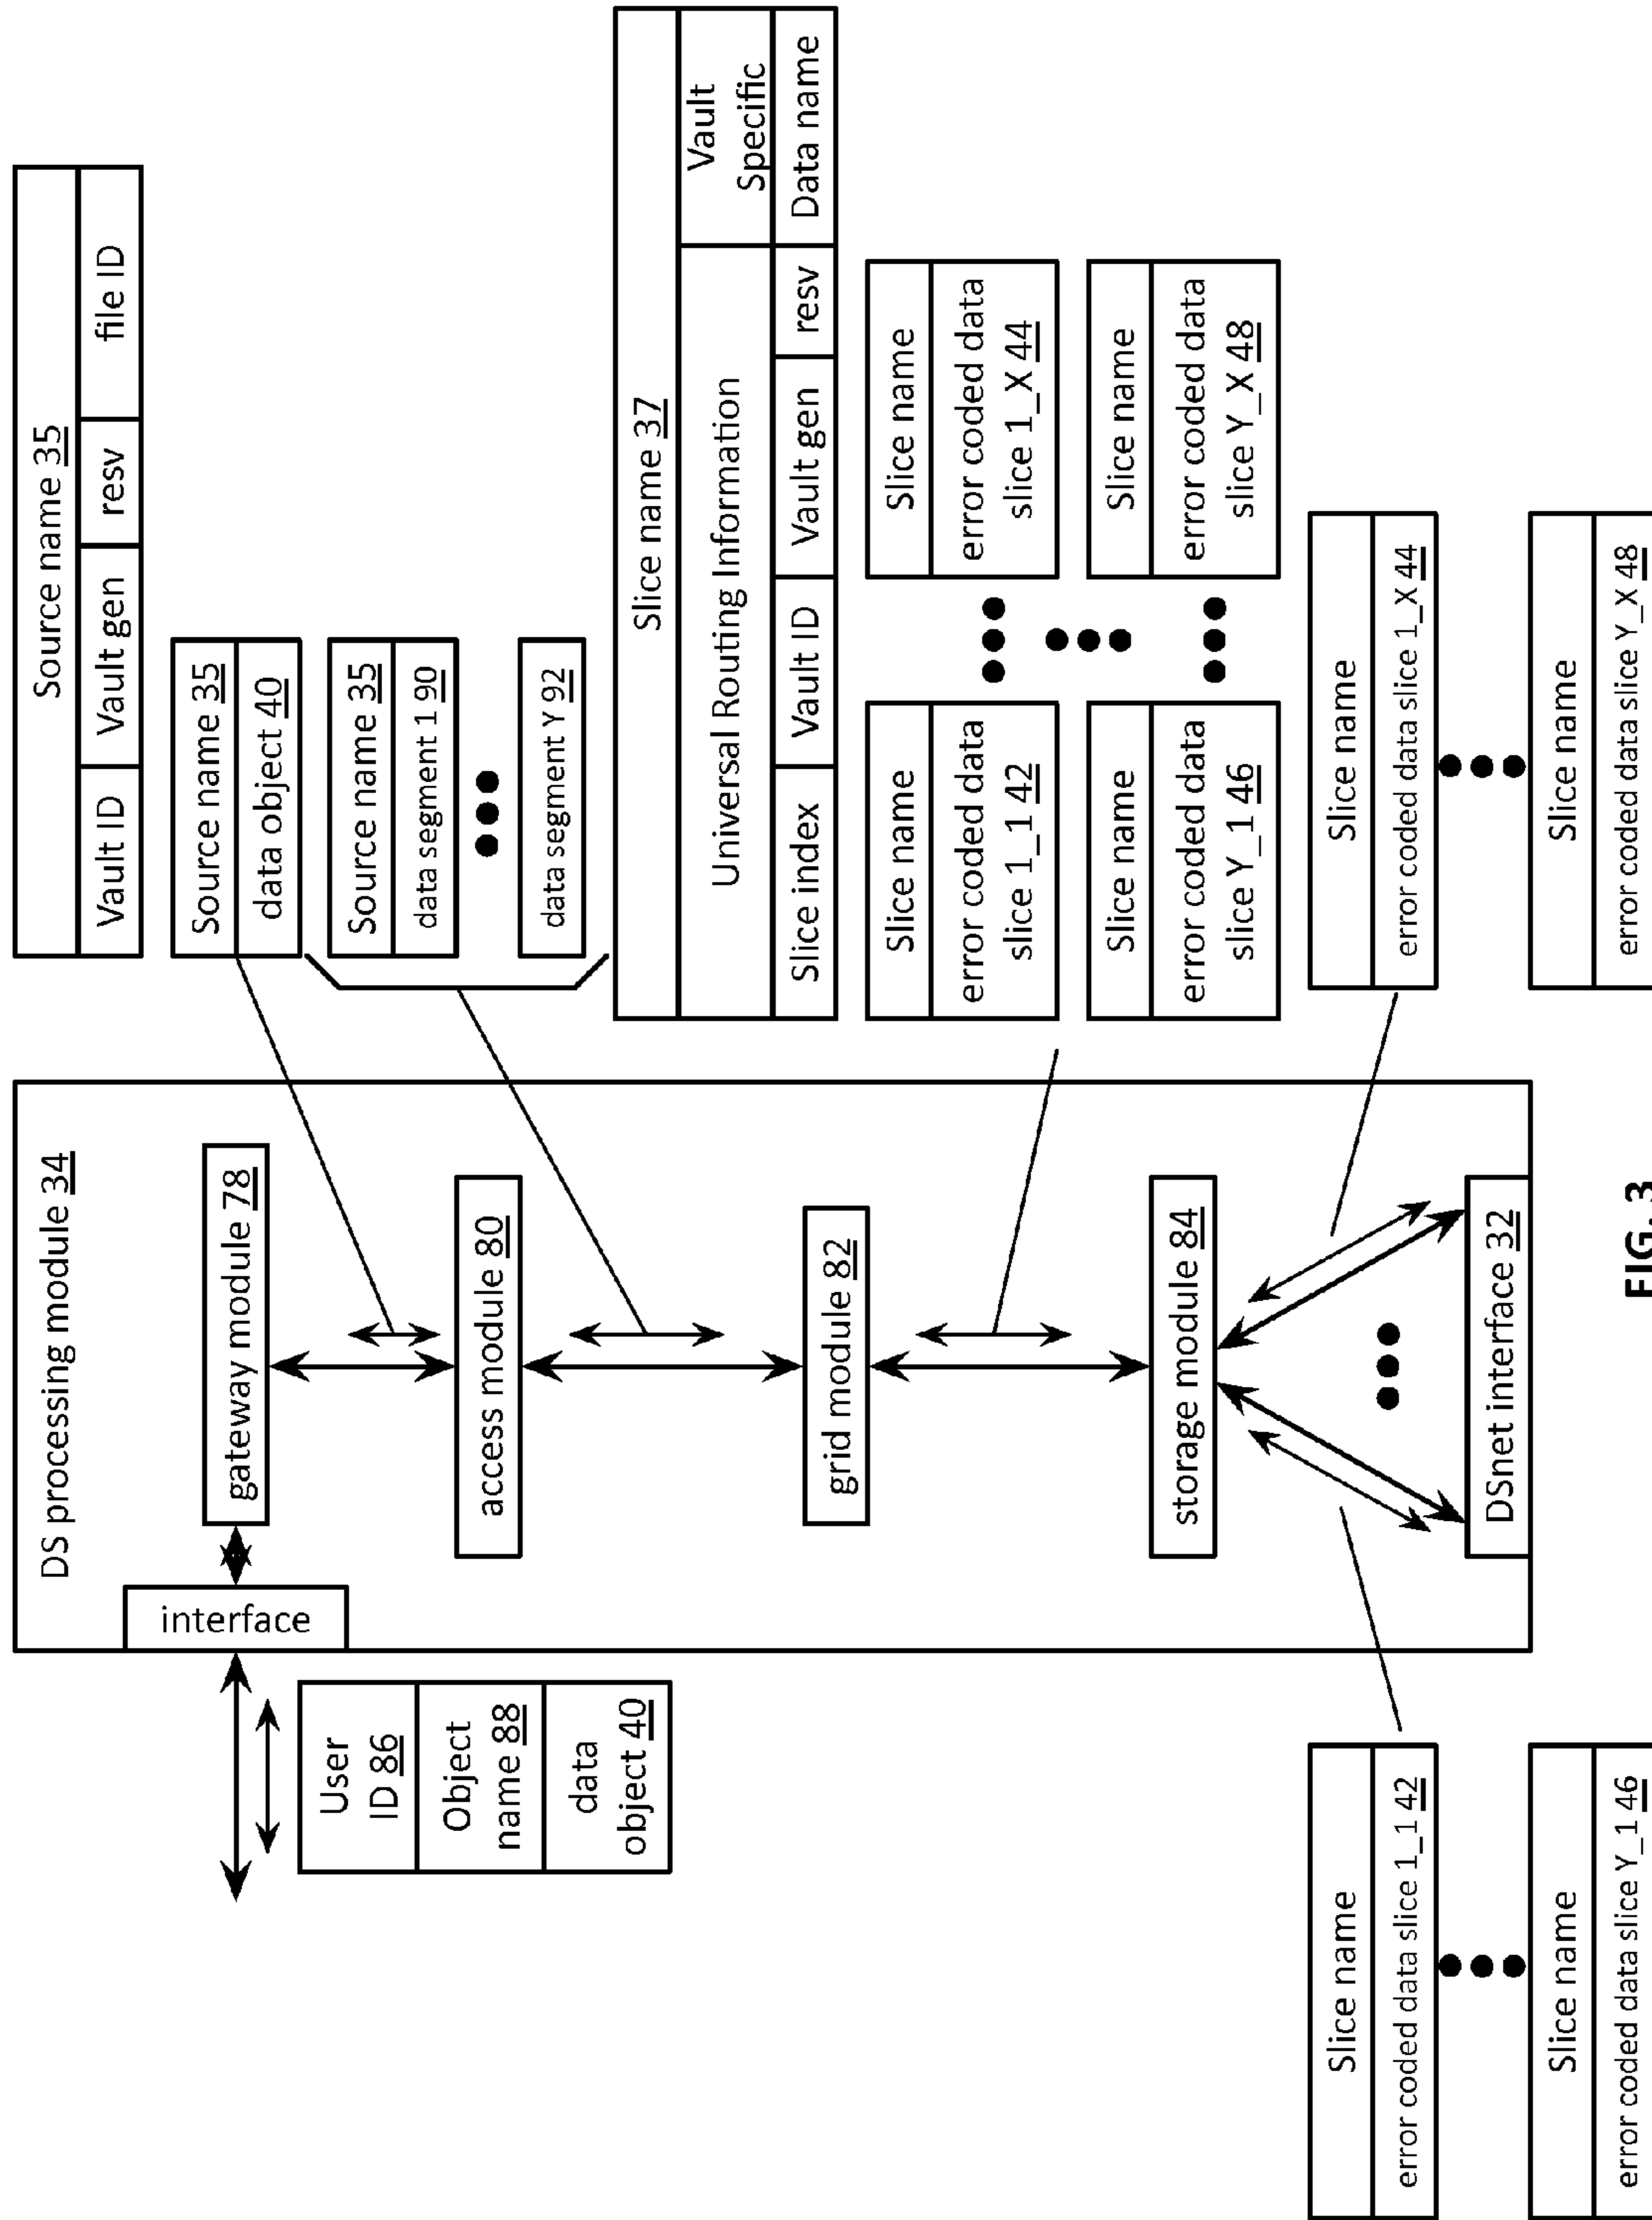 DS processing module 34
interface
gateway module 78
access module 80
grid module 82
storage module 84
DSnet interface 32
User
ID 86
Object
name 88
data
object 40
Source name 35
Vault ID
Vault gen
resv
file ID
Source name 35
data object 40
Source name 35
data segment 1 90
data segment Y 92
Slice name 37
Universal Routing Information
Vault
Specific
Slice index
Vault ID
Vault gen
resv
Data name
Slice name
error coded data
slice 1_1 42
Slice name
error coded data
slice 1_X 44
Slice name
error coded data
slice Y_1 46
Slice name
error coded data
slice Y_X 48
Slice name
error coded data slice 1_1 42
Slice name
error coded data slice Y_1 46
Slice name
error coded data slice 1_X 44
Slice name
error coded data slice Y_X 48
FIG. 3